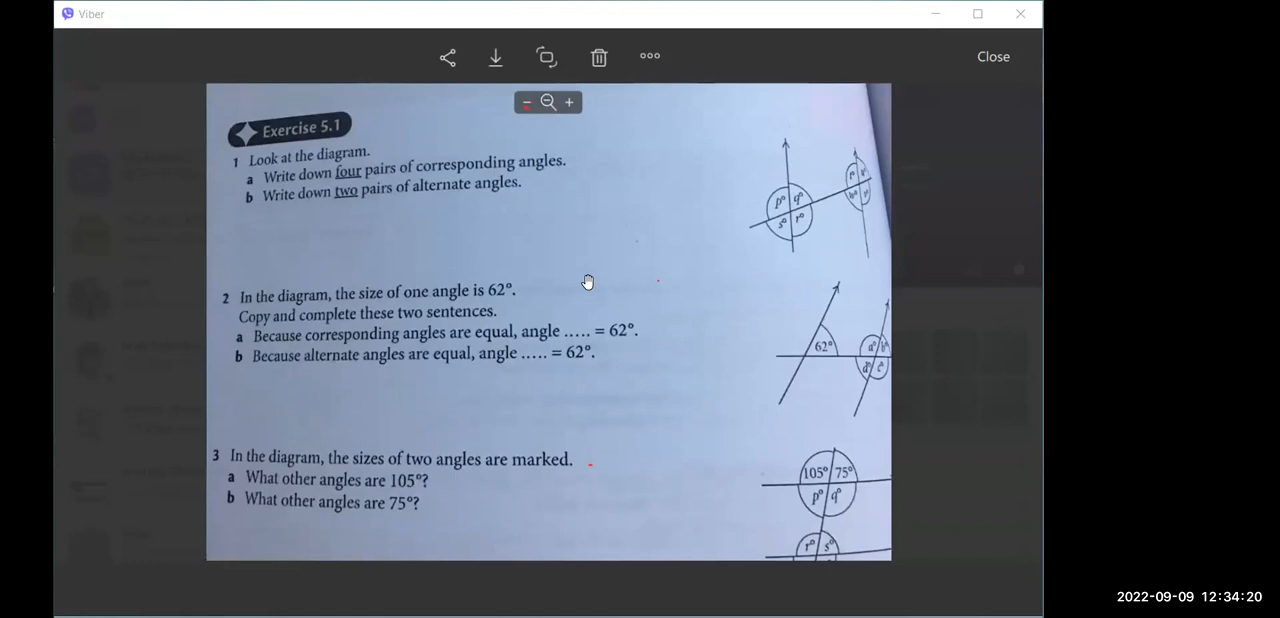 Viber
Close
Exercise 5.1
1 Look at the diagram.
a Write down four pairs of corresponding angles.
b Write down two pairs of alternate angles.
p° q°
s° r°
2 In the diagram, the size of one angle is 62°.
Copy and complete these two sentences.
a Because corresponding angles are equal, angle ..... = 62°.
b Because alternate angles are equal, angle ..... = 62°.
62°
a° b°
d° c°
3 In the diagram, the sizes of two angles are marked.
a What other angles are 105°?
b What other angles are 75°?
105° 75°
p° q°
r° s°
2022-09-09 12:34:20